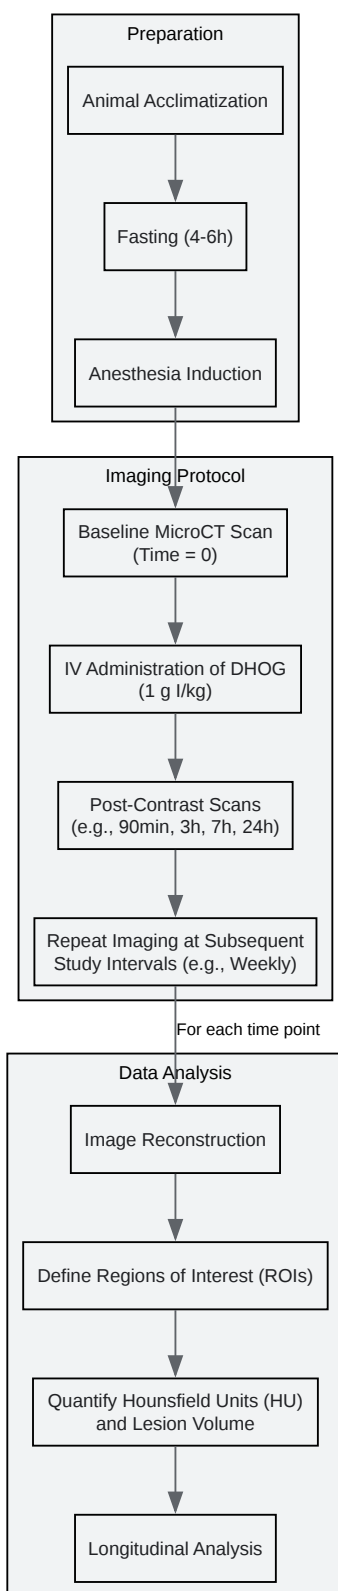 Preparation
Animal Acclimatization
Fasting (4-6h)
Anesthesia Induction
Imaging Protocol
Baseline MicroCT Scan
(Time = 0)
IV Administration of DHOG
(1 g I/kg)
Post-Contrast Scans
(e.g., 90min, 3h, 7h, 24h)
Repeat Imaging at Subsequent
Study Intervals (e.g., Weekly)
For each time point
Data Analysis
Image Reconstruction
Define Regions of Interest (ROIs)
Quantify Hounsfield Units (HU)
and Lesion Volume
Longitudinal Analysis